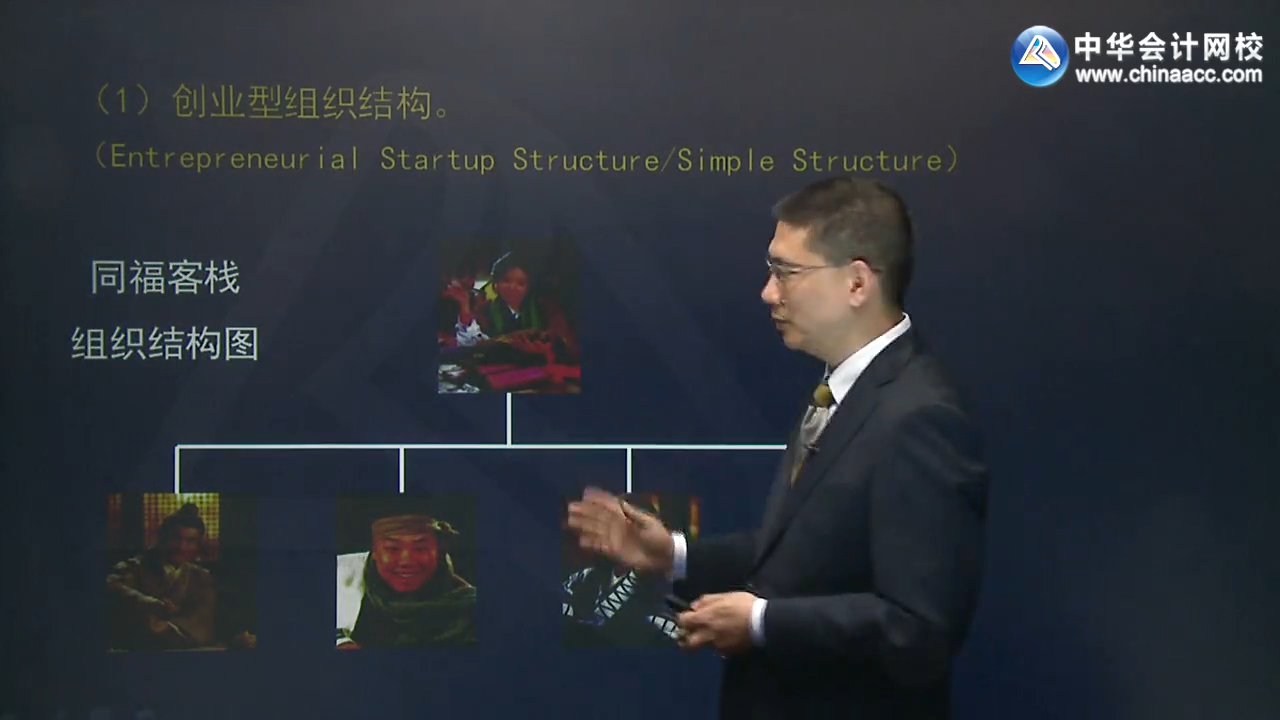 中华会计网校
www.chinaacc.com
（1）创业型组织结构。
（Entrepreneurial Startup Structure/Simple Structure）
同福客栈
组织结构图